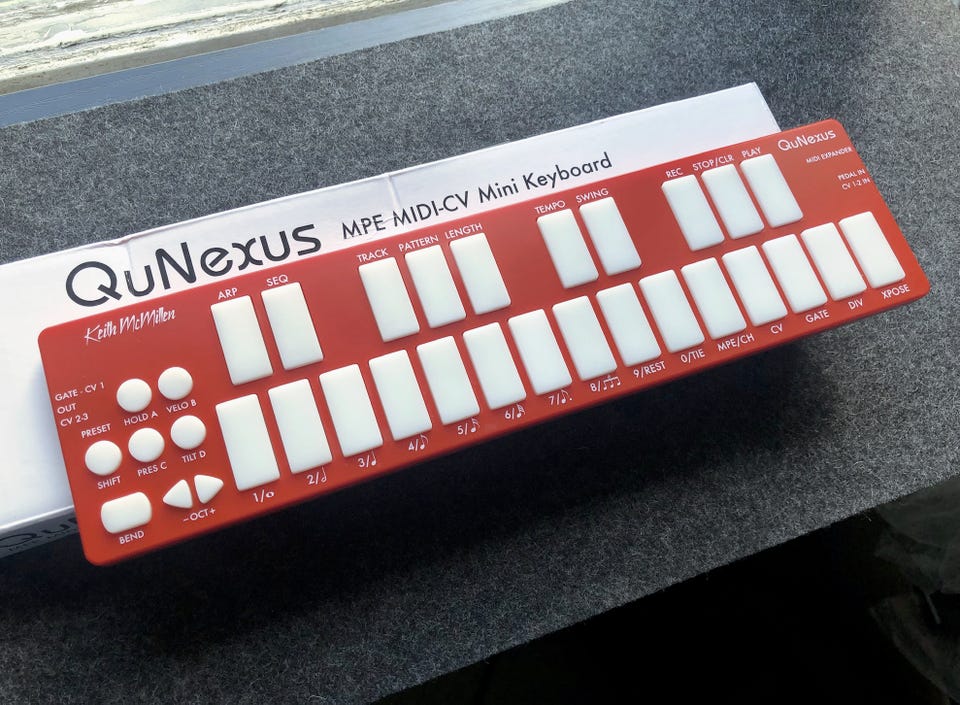 QuNexus MPE MIDI-CV Mini Keyboard
QuNexus
MIDI EXPANDER
PEDAL IN
CV 1-2 IN
Keith McMillen
ARP SEQ TRACK PATTERN LENGTH TEMPO SWING REC STOP/CLR PLAY
GATE - CV 1
OUT
CV 2-3
HOLD A VELO B
PRESET
SHIFT PRES C TILT D
BEND - OCT +
1/ 2/ 3/ 4/ 5/ 6/ 7/ 8/ 9/REST 0/TIE MPE/CH CV GATE DIV XPOSE